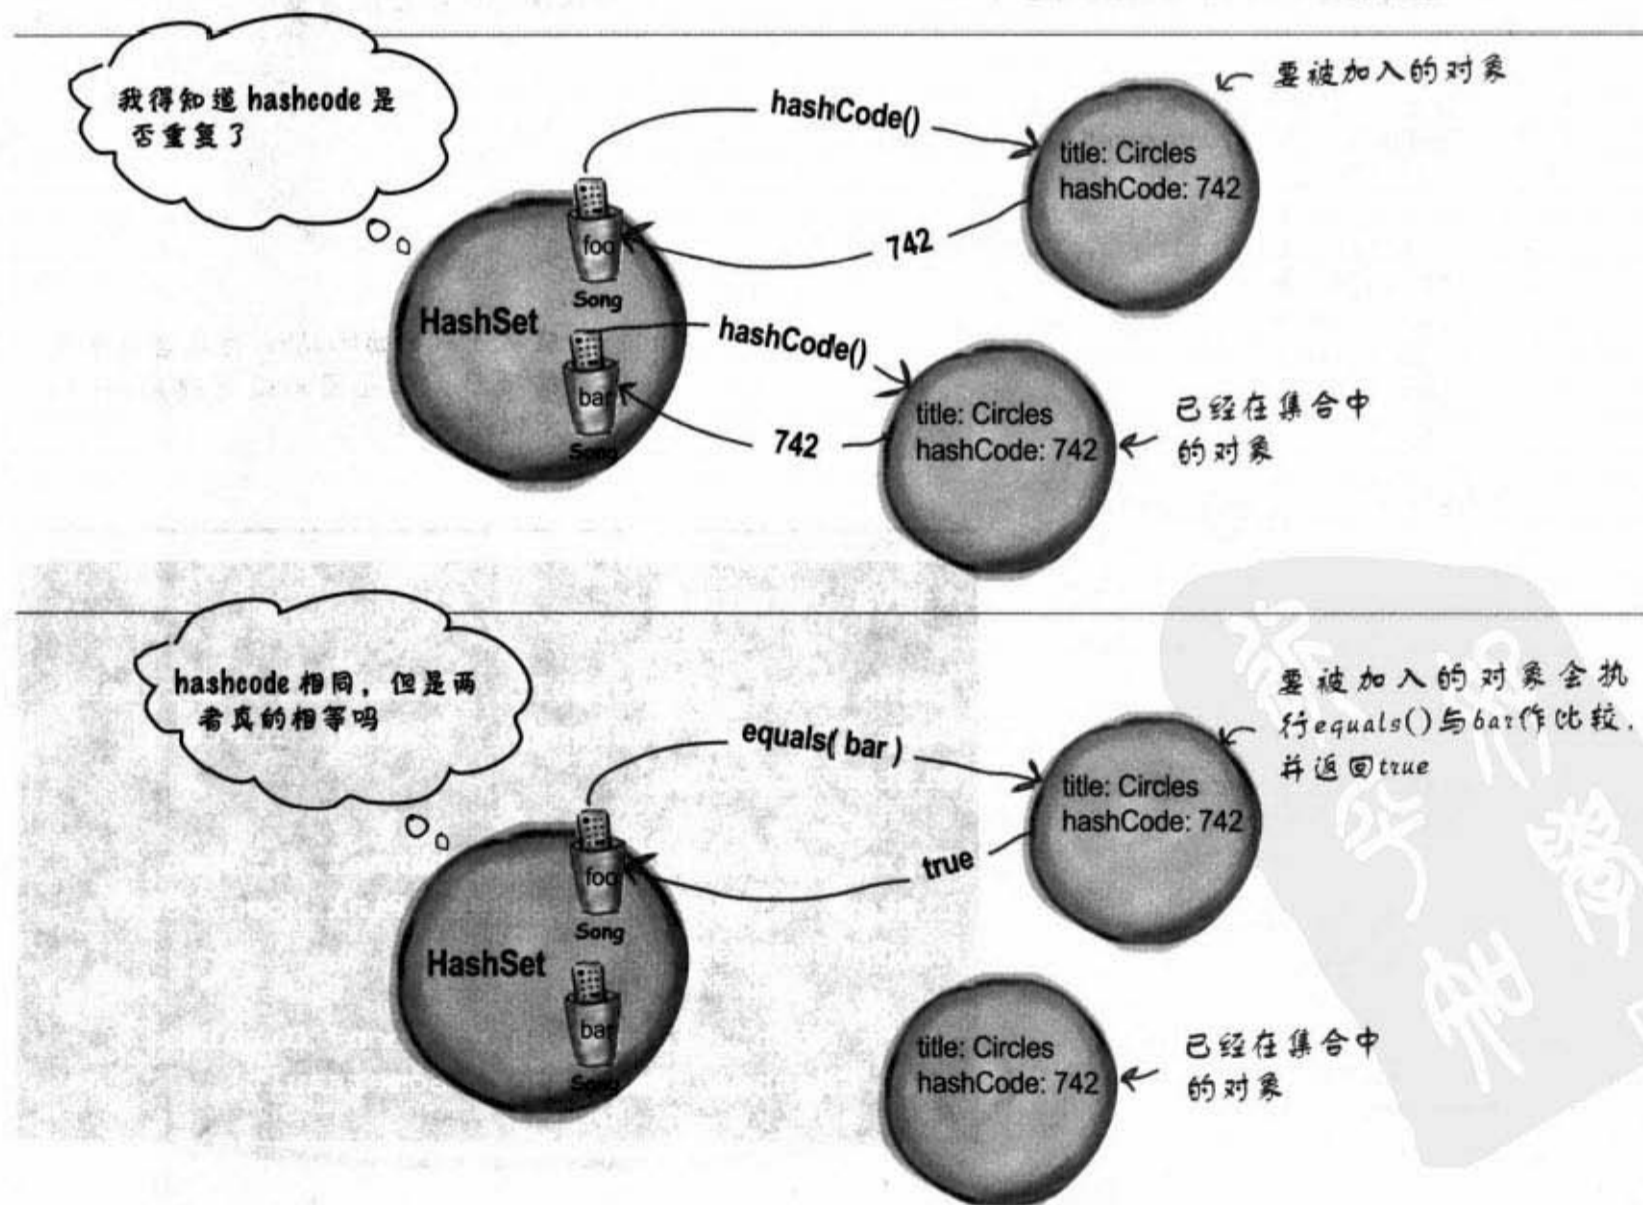 我得知道 hashcode 是
否重复了
hashCode()
要被加入的对象
title: Circles
hashCode: 742
742
foo
Song
HashSet
hashCode()
bar
Song
742
title: Circles
hashCode: 742
已经在集合中
的对象
hashcode 相同，但是两
者真的相等吗
equals( bar )
要被加入的对象会执
行equals()与bar作比较.
并返回true
title: Circles
hashCode: 742
true
foo
Song
HashSet
bar
Song
title: Circles
hashCode: 742
已经在集合中
的对象